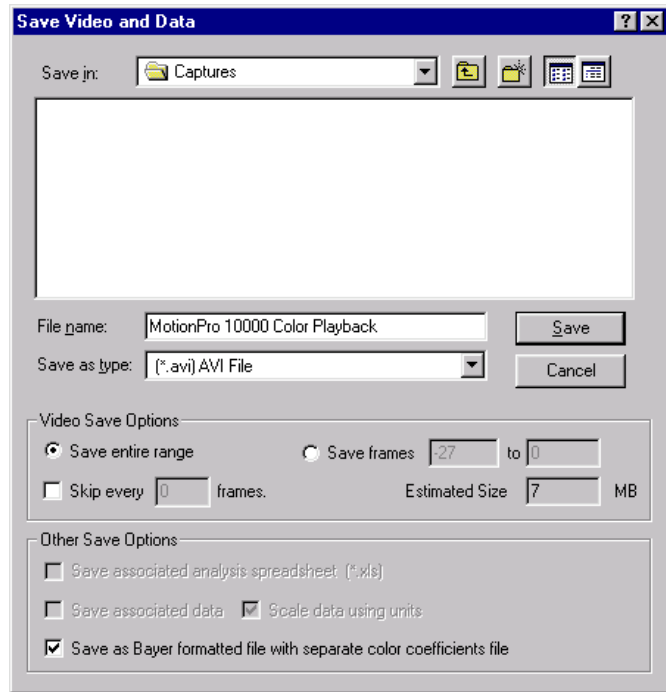 Save Video and Data
Save in: Captures
File name: MotionPro 10000 Color Playback Save
Save as type: (*.avi) AVI File Cancel
Video Save Options
Save entire range Save frames -27 to 0
Skip every 0 frames. Estimated Size 7 MB
Other Save Options
Save associated analysis spreadsheet (*.xls)
Save associated data Scale data using units
Save as Bayer formatted file with separate color coefficients file